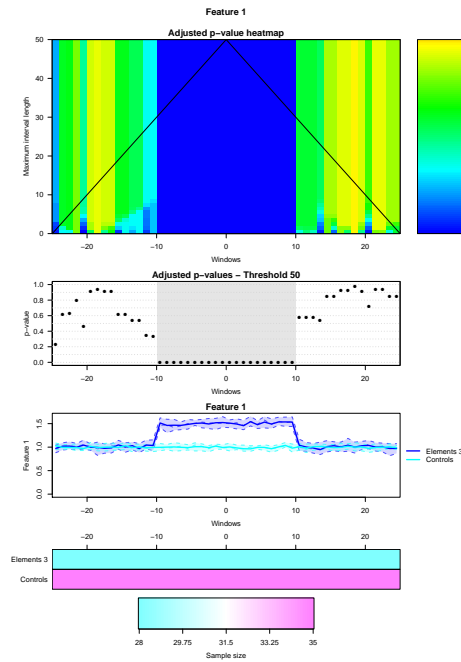 Feature 1
Adjusted p−value heatmap
Maximum interval length
50
40
30
20
10
0
−20 −10 0 10 20
Windows
Adjusted p−values − Threshold 50
p−value
1.0
0.8
0.6
0.4
0.2
0.0
−20 −10 0 10 20
Windows
Feature 1
Feature 1
1.5
1.0
0.5
0.0
Elements 3
Controls
−20 −10 0 10 20
Windows
−20 −10 0 10 20
Elements 3
Controls
28 29.75 31.5 33.25 35
Sample size